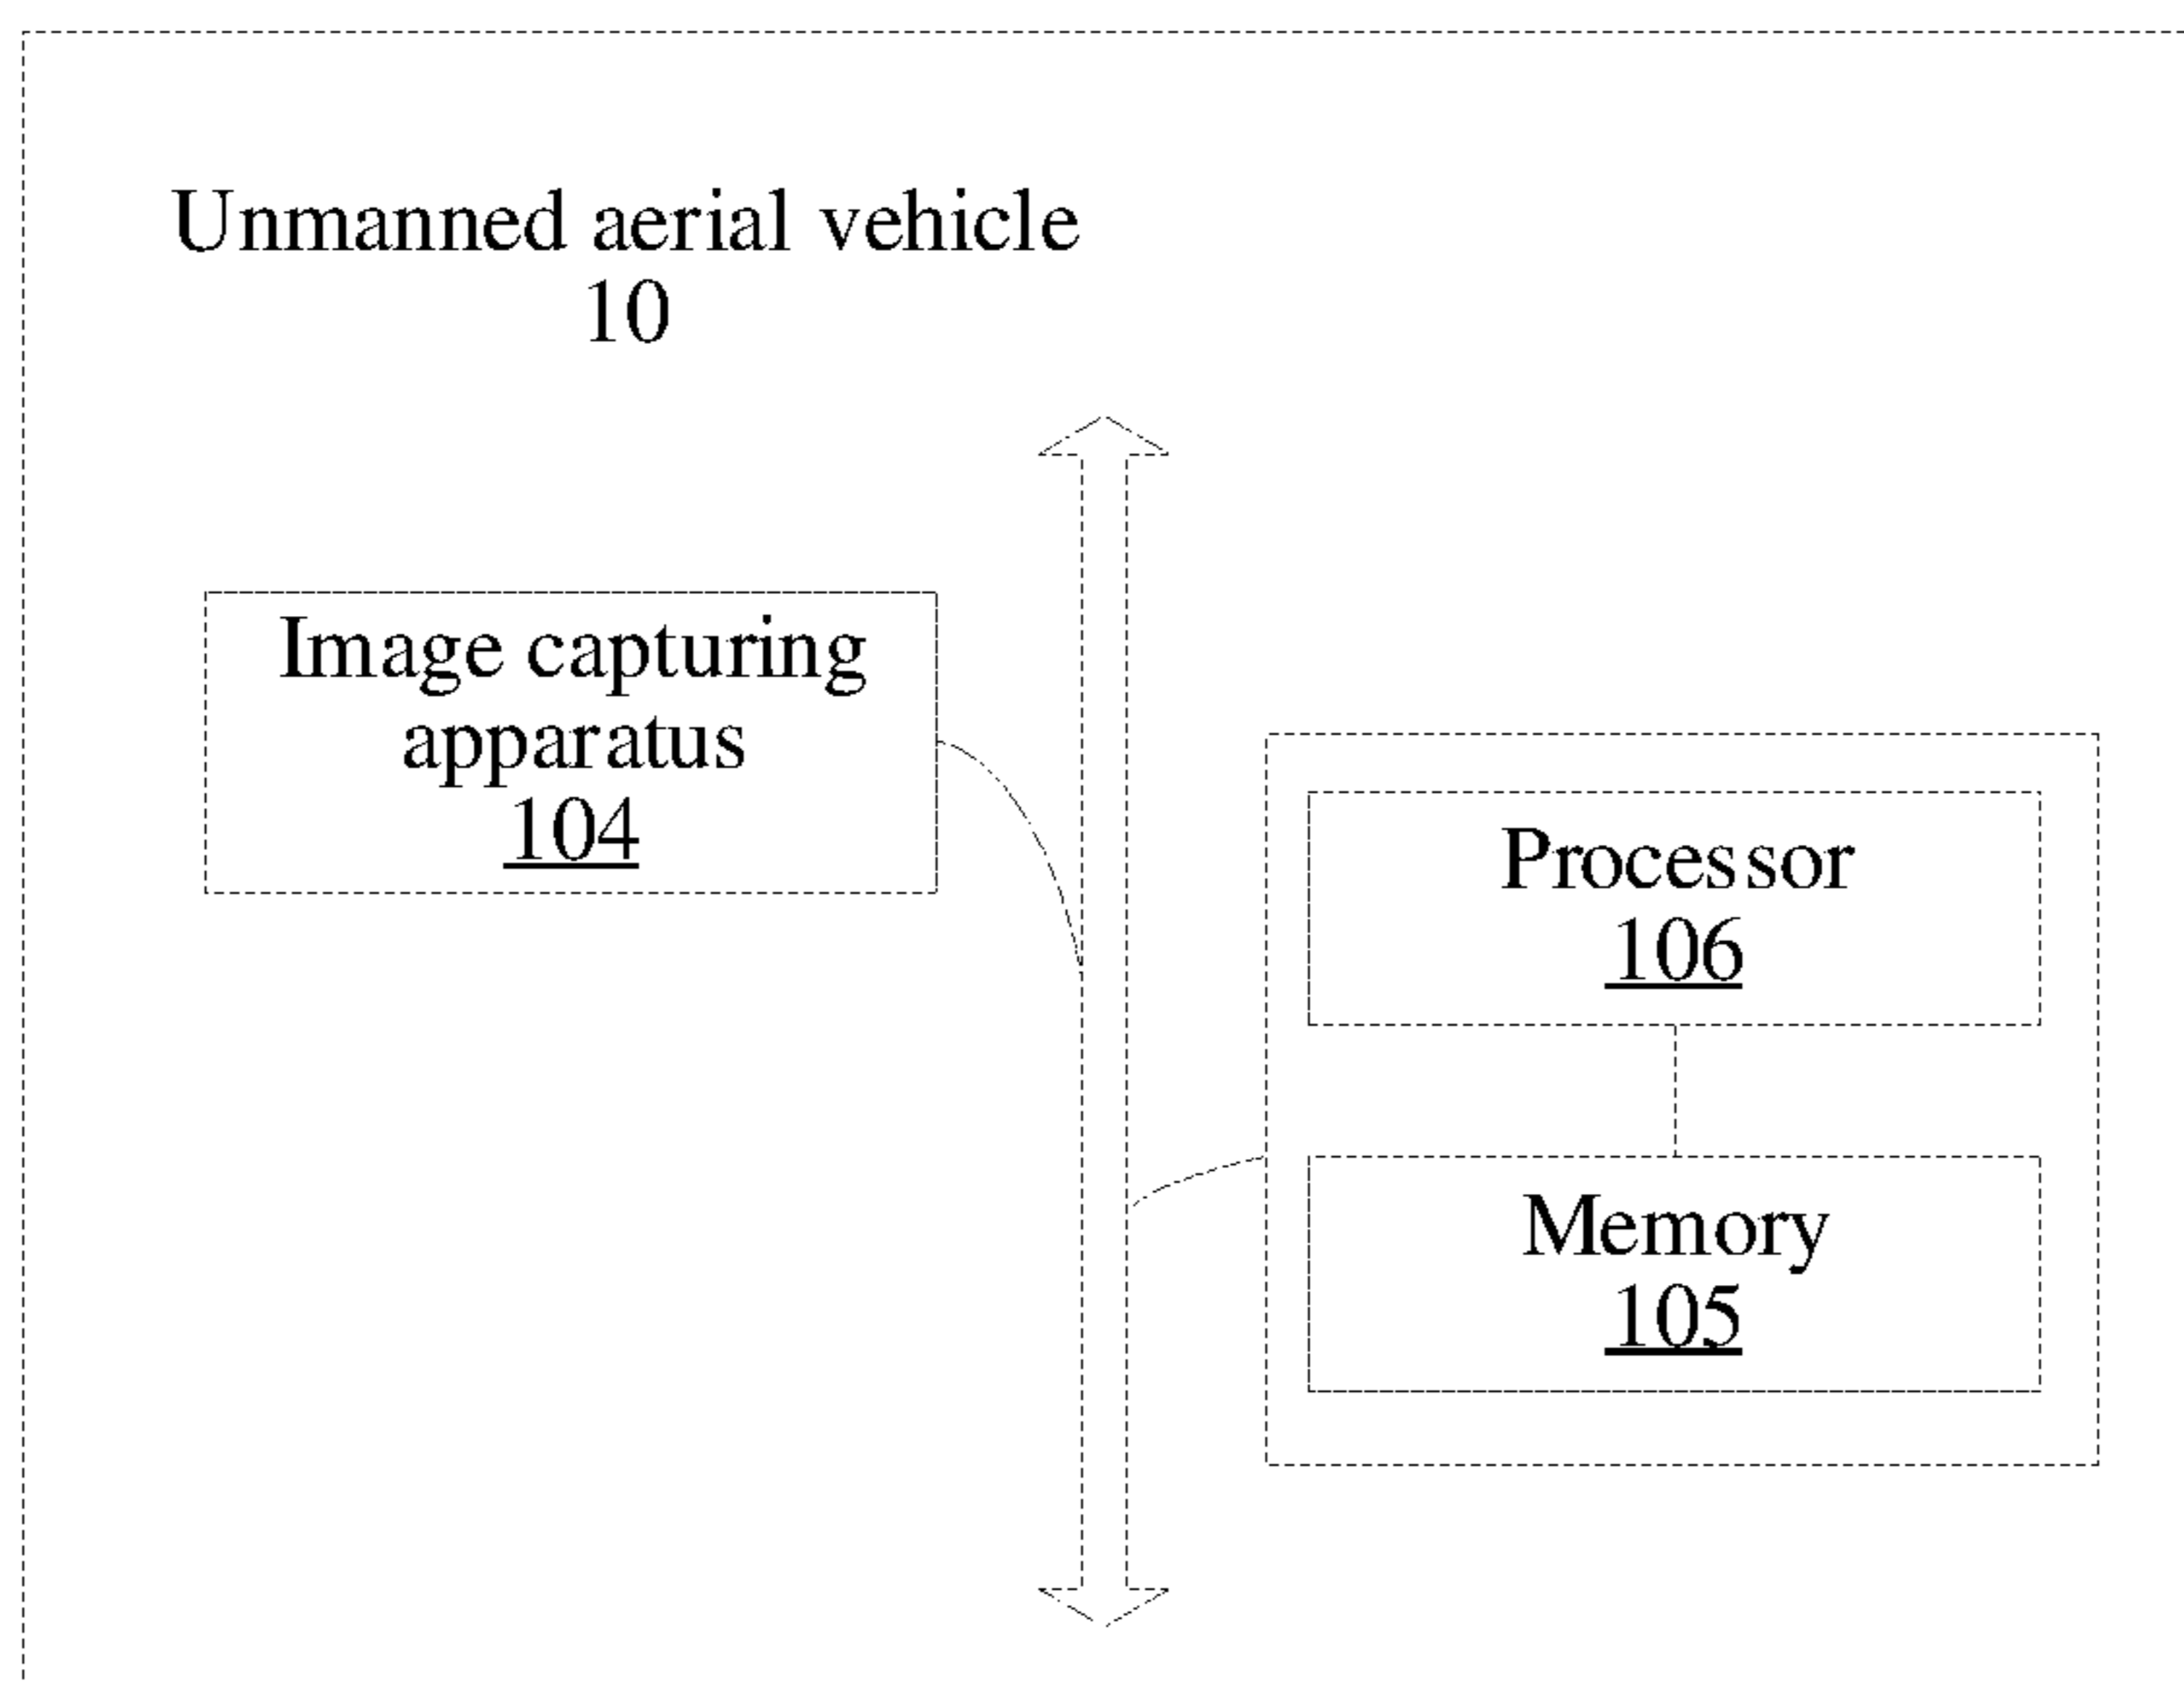 Unmanned aerial vehicle
10
Image capturing
apparatus
104
Processor
106
Memory
105